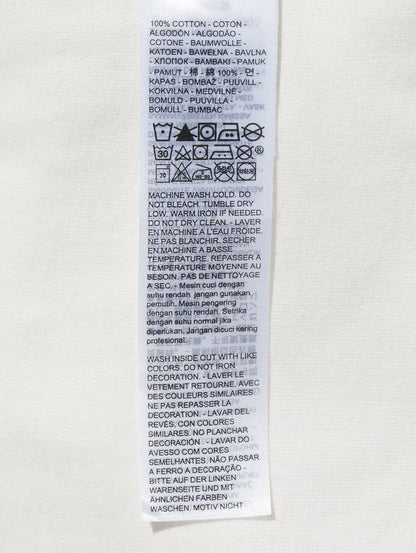 100% COTTON - COTON -
ALGODÓN - ALGODÃO -
COTONE - BAUMWOLLE -
KATOEN - BAWEŁNA - BAVLNA
- ХЛОПОК - BAMBAKI - PAMUK
- PAMUT - 棉 - 綿 100% - 면 -
KAPAS - BOMBAŽ - PUUVILL -
KOKVILNA - MEDVILNĖ -
BOMULD - PUUVILLA -
BOMULL - BUMBAC
30
®
70
MACHINE WASH COLD. DO
NOT BLEACH. TUMBLE DRY
LOW. WARM IRON IF NEEDED.
DO NOT DRY CLEAN. - LAVER
EN MACHINE A L'EAU FROIDE.
NE PAS BLANCHIR. SECHER
EN MACHINE A BASSE
TEMPERATURE. REPASSER A
TEMPERATURE MOYENNE AU
BESOIN. PAS DE NETTOYAGE
A SEC - Mesin cuci dengan
suhu rendah jangan gunakan
pemutih. Mesin pengering
dengan suhu rendah. Setrika
dengan suhu normal jika
diperlukan. Jangan dicuci kering
profesional.
WASH INSIDE OUT WITH LIKE
COLORS. DO NOT IRON
DECORATION. - LAVER LE
VETEMENT RETOURNE, AVEC
DES COULEURS SIMILAIRES.
NE PAS REPASSER LA
DECORATION. - LAVAR DEL
REVÉS, CON COLORES
SIMILARES. NO PLANCHAR
DECORACIÓN. - LAVAR DO
AVESSO COM CORES
SEMELHANTES. NÃO PASSAR
A FERRO A DECORAÇÃO -
BITTE AUF DER LINKEN
WARENSEITE UND MIT
ÄHNLICHEN FARBEN
WASCHEN. MOTIV NICHT